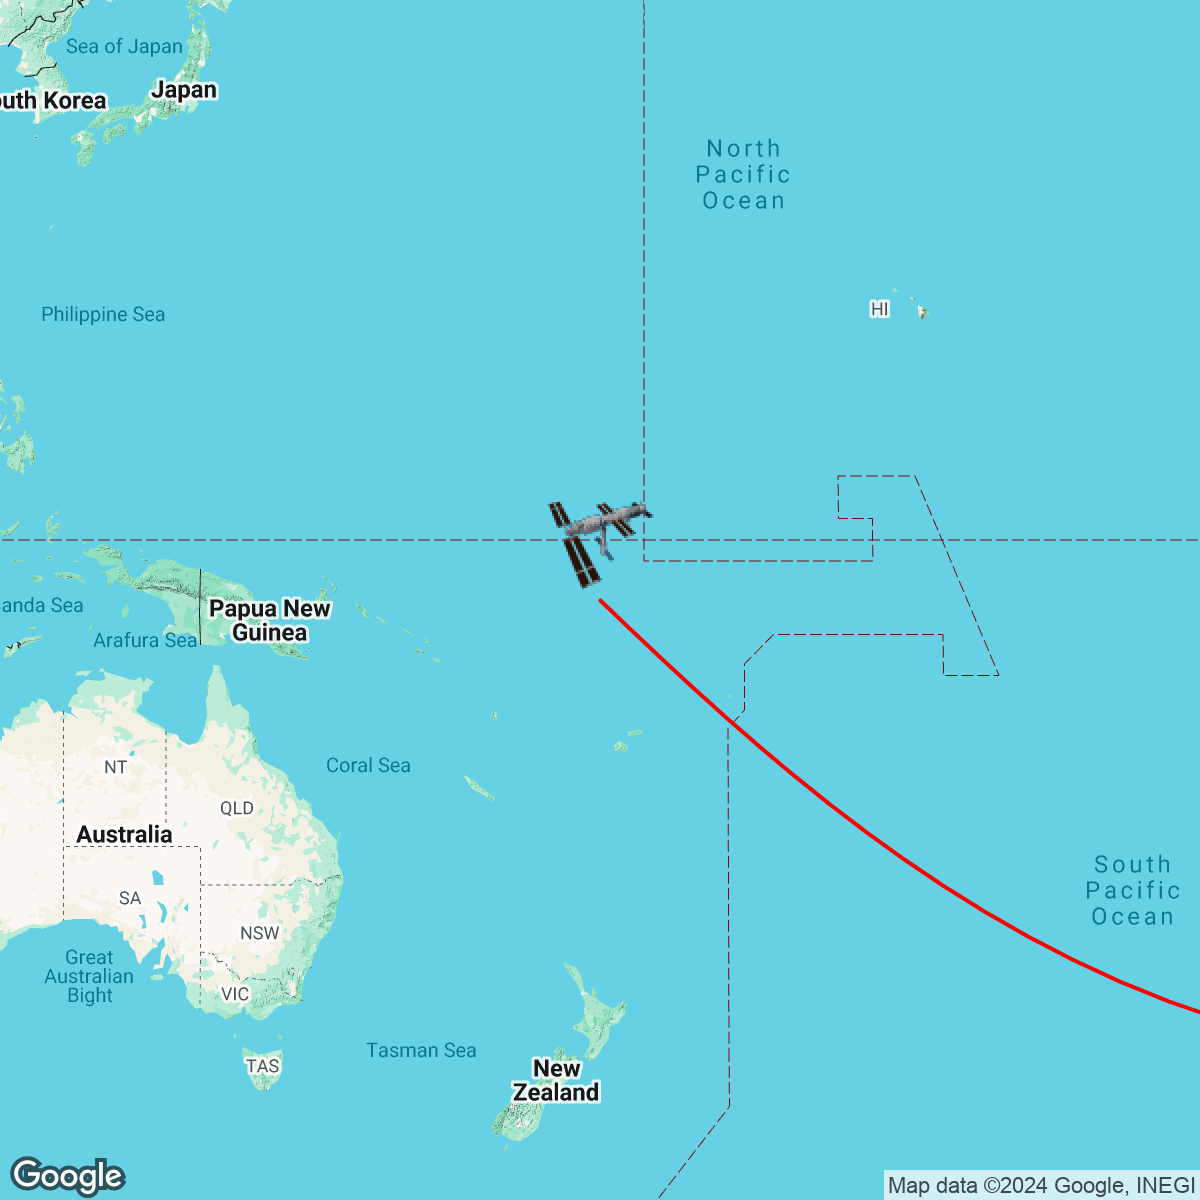 Sea of Japan
outh Korea
Japan
North
Pacific
Ocean
Philippine Sea
HI
anda Sea
Papua New
Guinea
Arafura Sea
NT
Coral Sea
QLD
Australia
South
Pacific
Ocean
SA
NSW
Great
Australian
Bight
VIC
Tasman Sea
TAS
New
Zealand
Google
Map data ©2024 Google, INEGI